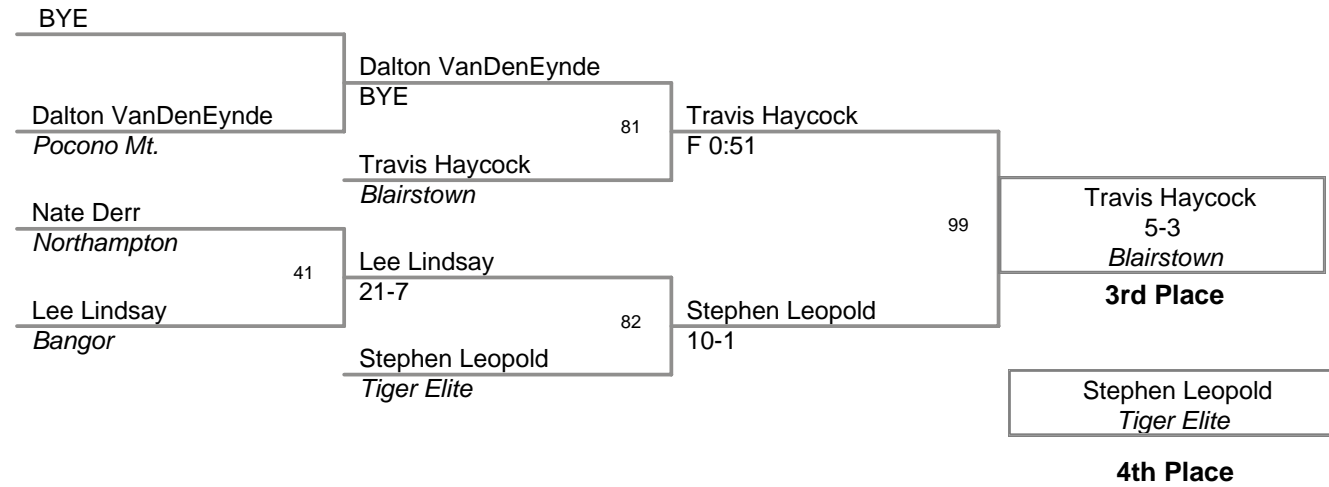 BYE
Dalton VanDenEynde
BYE
Dalton VanDenEynde
Pocono Mt.
81
Travis Haycock
F 0:51
Travis Haycock
Blairstown
Nate Derr
Northampton
41
Lee Lindsay
21-7
Lee Lindsay
Bangor
82
Stephen Leopold
10-1
Stephen Leopold
Tiger Elite
99
Travis Haycock
5-3
Blairstown
3rd Place
Stephen Leopold
Tiger Elite
4th Place